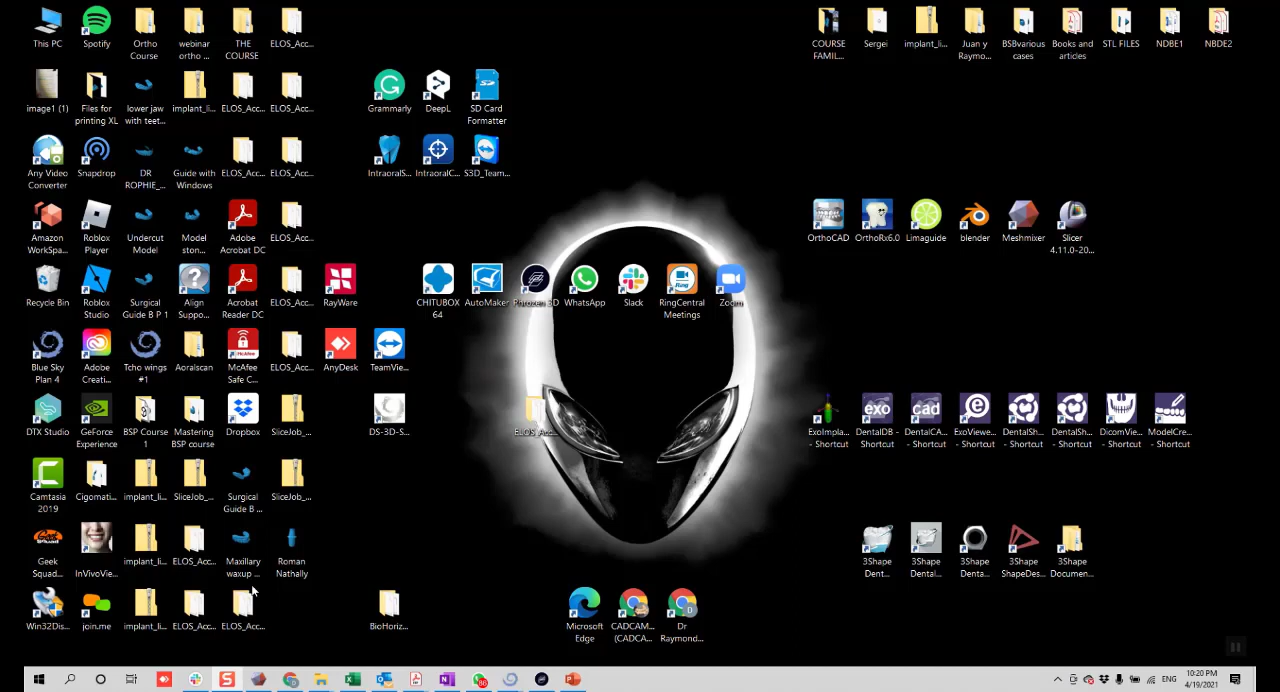 This PC
Spotify
Ortho
Course
webinar
ortho ...
THE
COURSE
ELOS_Acc...
COURSE
FAMIL...
Sergei
implant_li...
Juan y
Raymo...
BSBvarious
cases
Books and
articles
STL FILES
NDBE1
NBDE2
image1 (1)
Files for
printing XL
lower jaw
with teet...
implant_li...
ELOS_Acc...
ELOS_Acc...
Grammarly
DeepL
SD Card
Formatter
Any Video
Converter
Snapdrop
DR
ROPHIE_...
Guide with
Windows
ELOS_Acc...
ELOS_Acc...
IntraoralS...
IntraoralC...
S3D_Team...
Amazon
WorkSpa...
Roblox
Player
Undercut
Model
Model
ston...
Adobe
Acrobat DC
ELOS_Acc...
OrthoCAD
OrthoRx6.0
Limaguide
blender
Meshmixer
Slicer
4.11.0-20...
Recycle Bin
Roblox
Studio
Surgical
Guide B P 1
Align
Suppo...
Acrobat
Reader DC
ELOS_Acc...
RayWare
CHITUBOX
64
AutoMaker
Phrozen 3D
WhatsApp
Slack
RingCentral
Meetings
Zoom
Blue Sky
Plan 4
Adobe
Creati...
Tcho wings
#1
Aoralscan
McAfee
Safe C...
ELOS_Acc...
AnyDesk
TeamVie...
DTX Studio
GeForce
Experience
BSP Course
1
Mastering
BSP course
Dropbox
SliceJob_...
DS-3D-S...
ELOS_Acc...
ExoImpla...
- Shortcut
DentalDB -
Shortcut
DentalCA...
- Shortcut
ExoViewe...
- Shortcut
DentalSh...
- Shortcut
DentalSh...
- Shortcut
DicomVie...
- Shortcut
ModelCre...
- Shortcut
Camtasia
2019
Cigomati...
implant_li...
SliceJob_...
Surgical
Guide B ...
SliceJob_...
Geek
Squad...
InVivoVie...
implant_li...
ELOS_Acc...
Maxillary
waxup ...
Roman
Nathally
3Shape
Dent...
3Shape
Dental...
3Shape
Denta...
3Shape
ShapeDes...
3Shape
Documen...
Win32Dis...
join.me
implant_li...
ELOS_Acc...
ELOS_Acc...
BioHoriz...
Microsoft
Edge
CADCAM...
(CADCA...
Dr
Raymond...
ENG
10:20 PM
4/19/2021